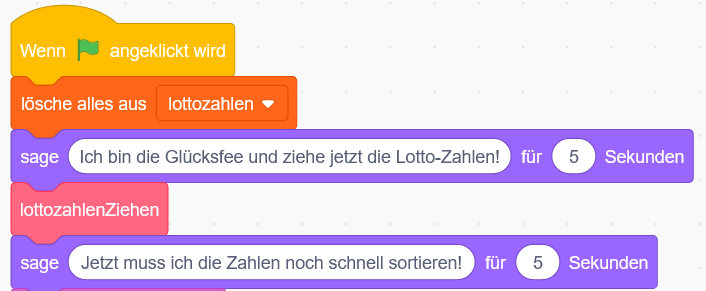 Wenn angeklickt wird
lösche alles aus lottozahlen
sage Ich bin die Glücksfee und ziehe jetzt die Lotto-Zahlen! für 5 Sekunden
lottozahlenZiehen
sage Jetzt muss ich die Zahlen noch schnell sortieren! für 5 Sekunden